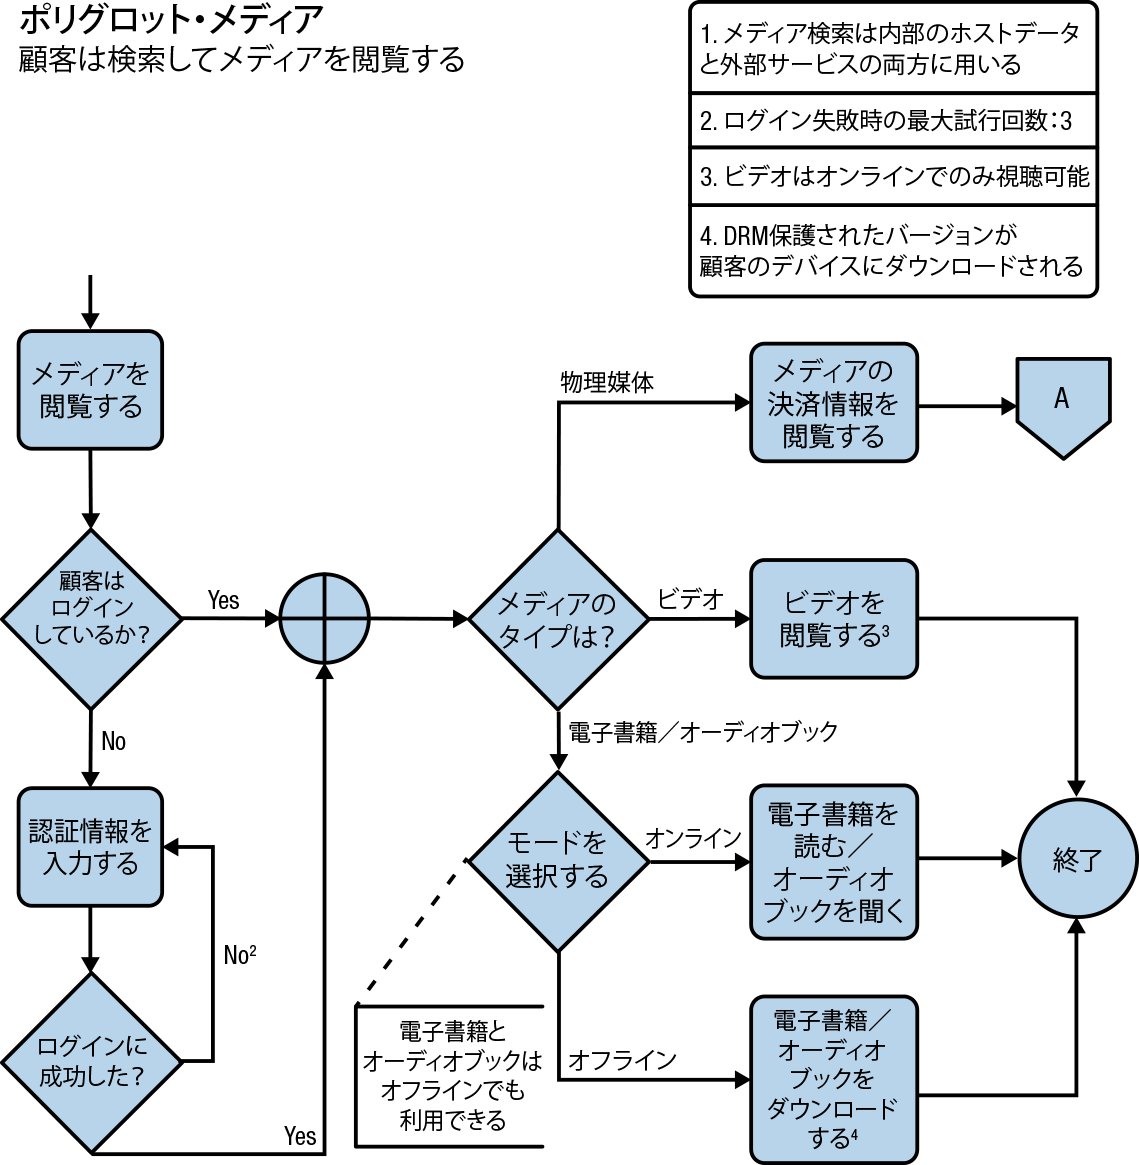 ポリグロット・メディア
顧客は検索してメディアを閲覧する
1. メディア検索は内部のホストデータ
と外部サービスの両方に用いる
2. ログイン失敗時の最大試行回数：3
3. ビデオはオンラインでのみ視聴可能
4. DRM保護されたバージョンが
顧客のデバイスにダウンロードされる
メディアを
閲覧する
顧客は
ログイン
しているか？
Yes
No
認証情報を
入力する
No²
ログインに
成功した？
Yes
メディアの
タイプは？
物理媒体
メディアの
決済情報を
閲覧する
A
ビデオ
ビデオを
閲覧する³
電子書籍／オーディオブック
モードを
選択する
オンライン
電子書籍を
読む／
オーディオ
ブックを聞く
終了
電子書籍と
オーディオブックは
オフラインでも
利用できる
オフライン
電子書籍／
オーディオ
ブックを
ダウンロード
する⁴